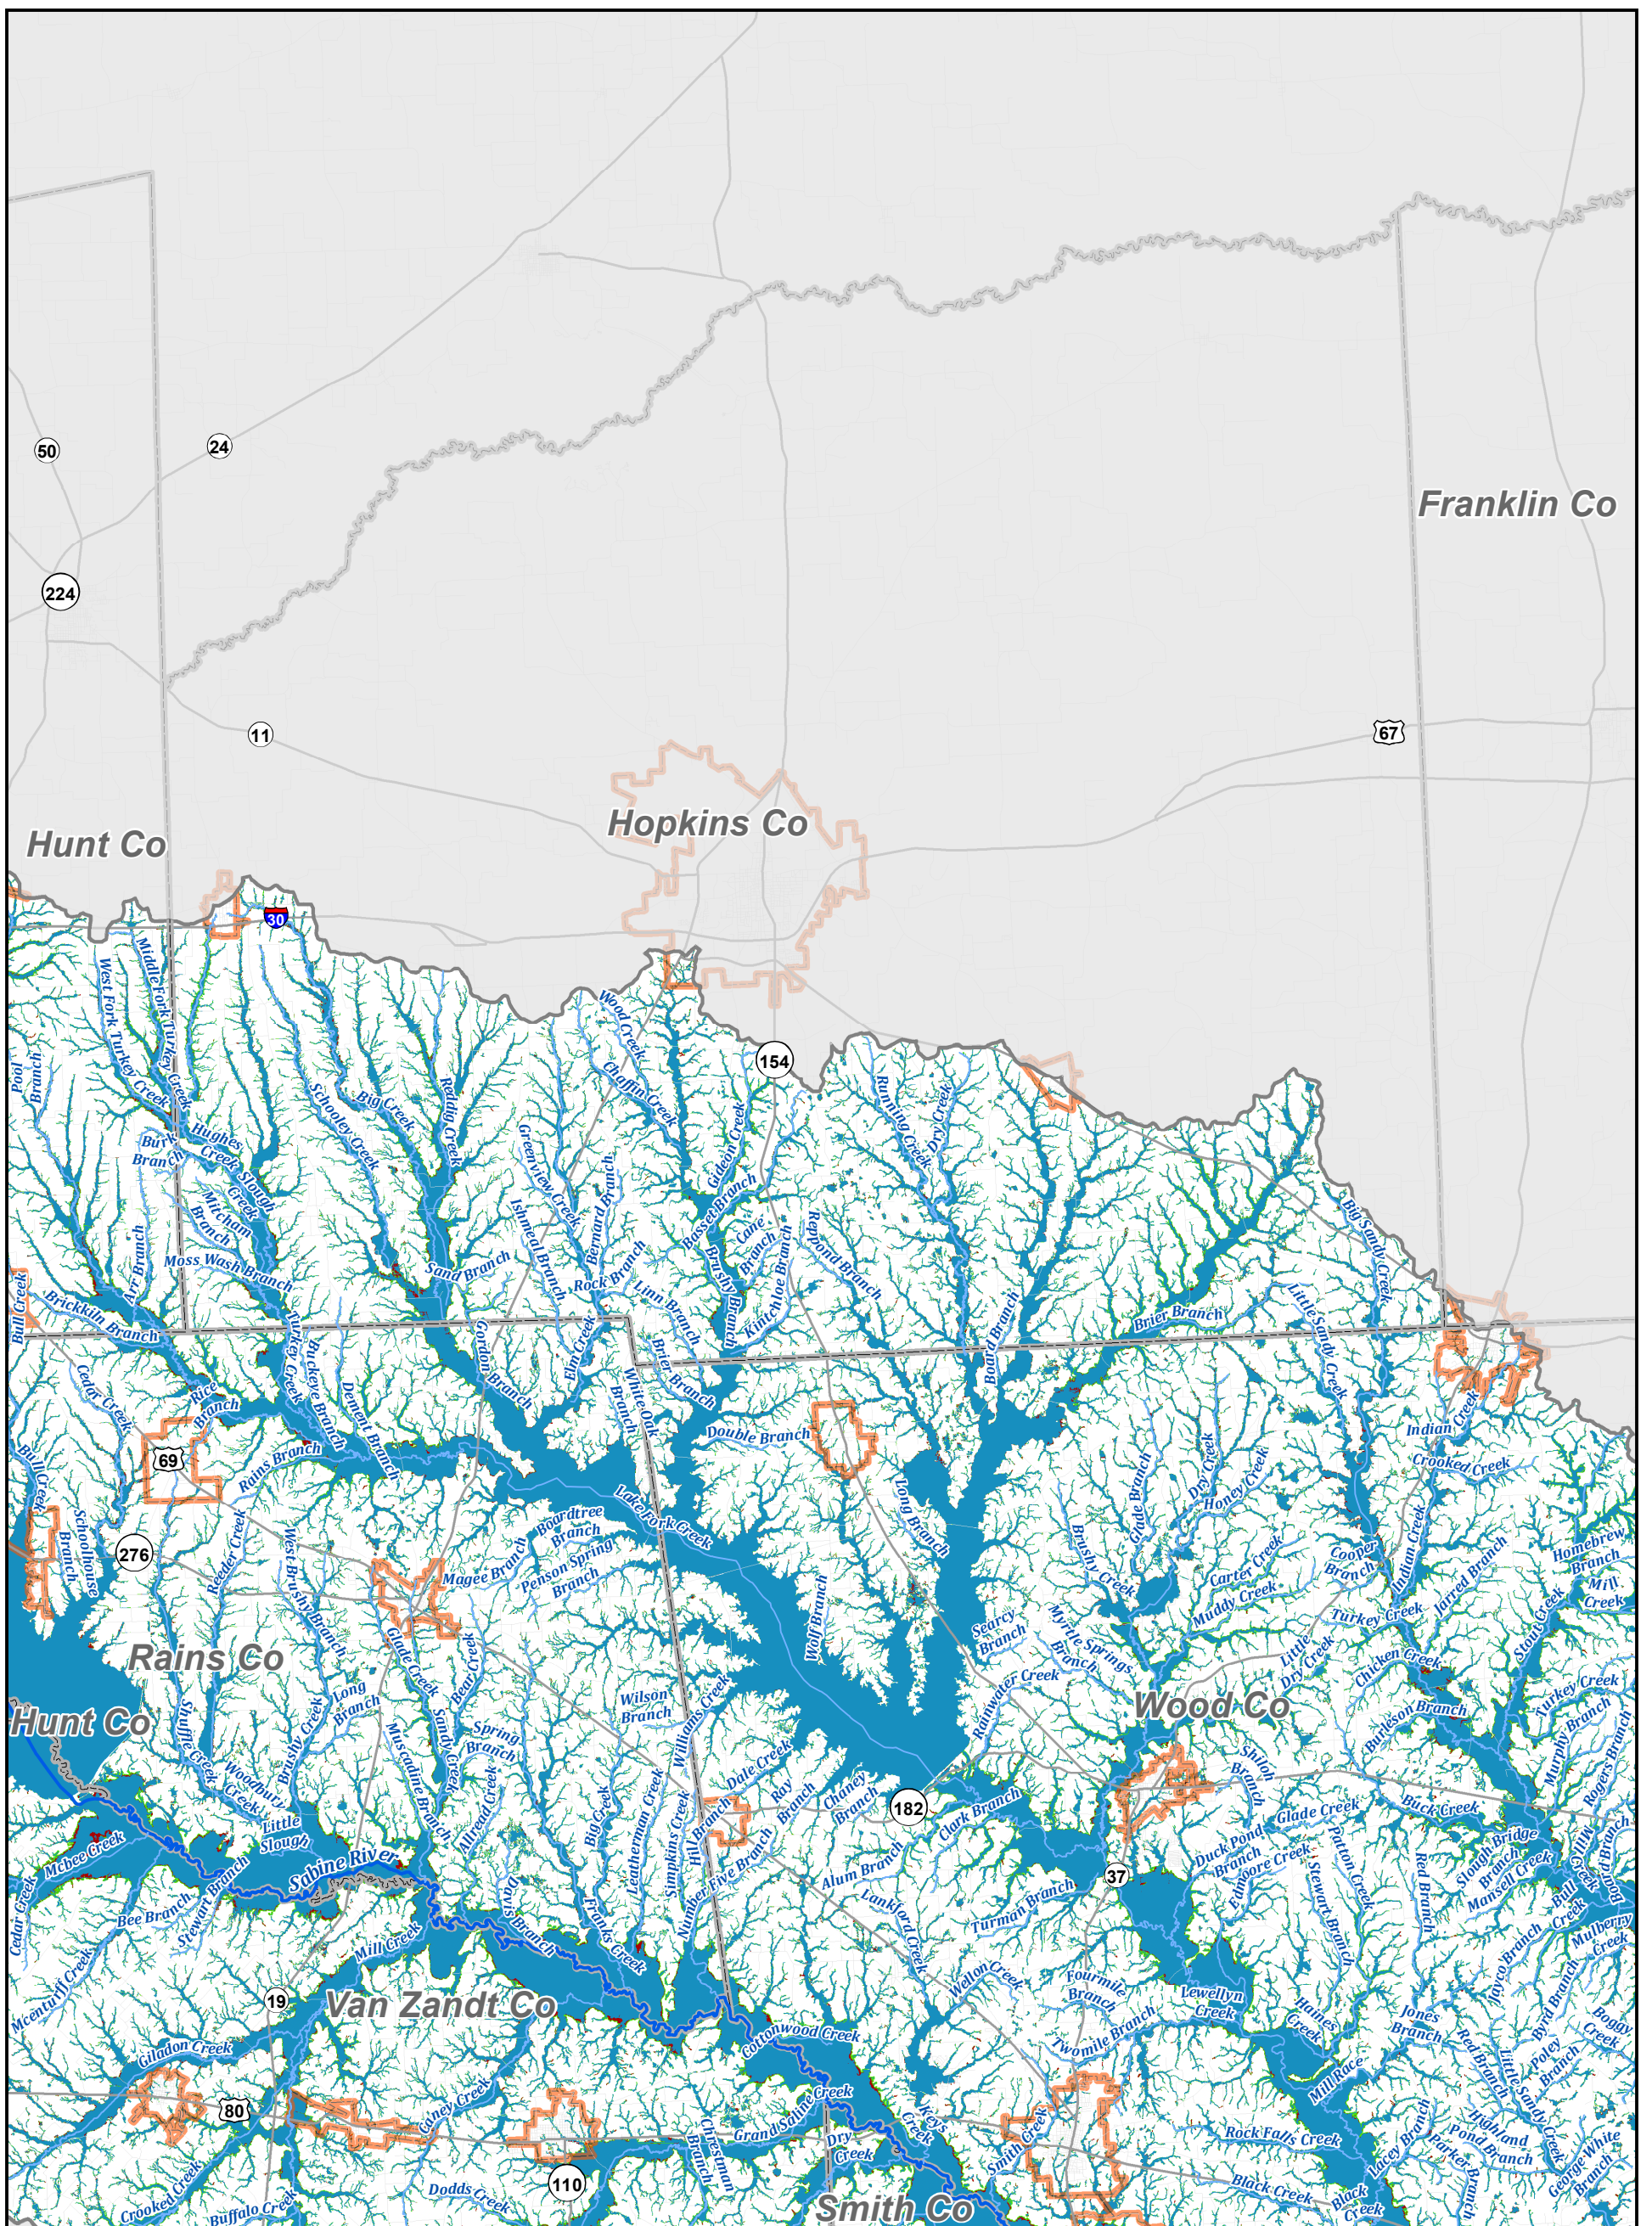 50
24
Franklin Co
224
11
67
Hopkins Co
Hunt Co
30
154
West Fork Turkey Creek
Middle Fork Turkey Creek
Pool
Branch
Burk
Branch
Hughes
Creek
Slough
Creek
Mitcham
Branch
Moss Wash Branch
Arr Branch
Bull Creek
Brickkiln Branch
Schooley Creek
Big Creek
Reddig Creek
Sand Branch
Wood Creek
Chaffin Creek
Greenview Creek
Ishmeal Branch
Bernard Branch
Rock Branch
Linn Branch
Gideon Creek
Baset Branch
Cane
Branch
Brushy Branch
Kinchloe Branch
Reppond Branch
Running Creek
Dry Creek
Board Branch
Brier Branch
Big Sandy Creek
Little Sandy Creek
Turkey Creek
Buckeye Branch
Dement Branch
Gordon Branch
Elm Creek
White Oak
Branch
Brier Branch
Double Branch
Cedar Creek
Rice
Branch
69
Rains Branch
Bull Creek
Schoolhouse
Branch
276
Reeder Creek
West Brushy Branch
Lake Fork Creek
Boardtree
Branch
Magee Branch
Penson Spring
Branch
Long Branch
Wolf Branch
Indian Creek
Crooked Creek
Glade Branch
Dry Creek
Honey Creek
Brushy Creek
Carter Creek
Muddy Creek
Cooper
Branch
Indian Creek
Jarred Branch
Turkey Creek
Homebrew
Branch
Mill
Creek
Stout Creek
Searcy
Branch
Myrtle Springs
Branch
Little
Dry Creek
Chicken Creek
Rains Co
Hunt Co
Glade Creek
Bear Creek
Long
Branch
Shuffle Creek
Woodbury
Creek
Brushy Creek
Muscadine Branch
Sandy Creek
Spring
Branch
Allread Creek
Wilson
Branch
Williams Creek
Rainwater Creek
Wood Co
Burleson Branch
Turkey Creek
Murphy Branch
Rogers Branch
Little
Slough
Big Creek
Leatherman Creek
Simpkins Creek
Hill Branch
Dale Creek
Ray
Branch
Chaney
Branch
182
Clark Branch
Shiloh
Branch
Glade Creek
Buck Creek
Mcbee Creek
Sabine River
Cedar Creek
Bee Branch
Stewart Branch
Davis Branch
Franks Creek
Number Five Branch
Alum Branch
Lankford Creek
Turman Branch
37
Duck Pond
Branch
Edmoore Creek
Stewart Branch
Paton Creek
Red Branch
Slough Bridge
Branch
Mansell Creek
Mill Creek
Board Branch
Bull
Creek
Mulberry
Creek
Mill Creek
Mcenturff Creek
19
Van Zandt Co
Giladon Creek
Wellon Creek
Fourmile
Branch
Twomile Branch
Lewellyn
Creek
Haines
Creek
Jones
Branch
Joyco Branch
Byrd Branch
Boggy
Creek
Red Branch
Little Sandy Creek
Poley
Branch
Mill Race
Cottonwood Creek
80
Caney Creek
Grand Saline Creek
Dry
Creek
Keys
Creek
Smith Creek
Chrestman
Branch
Rock Falls Creek
Lacey Branch
Highland
Pond Branch
Parker Branch
George White
Branch
Crooked Creek
Buffalo Creek
Dodds Creek
110
Smith Co
Black Creek
Black
Creek